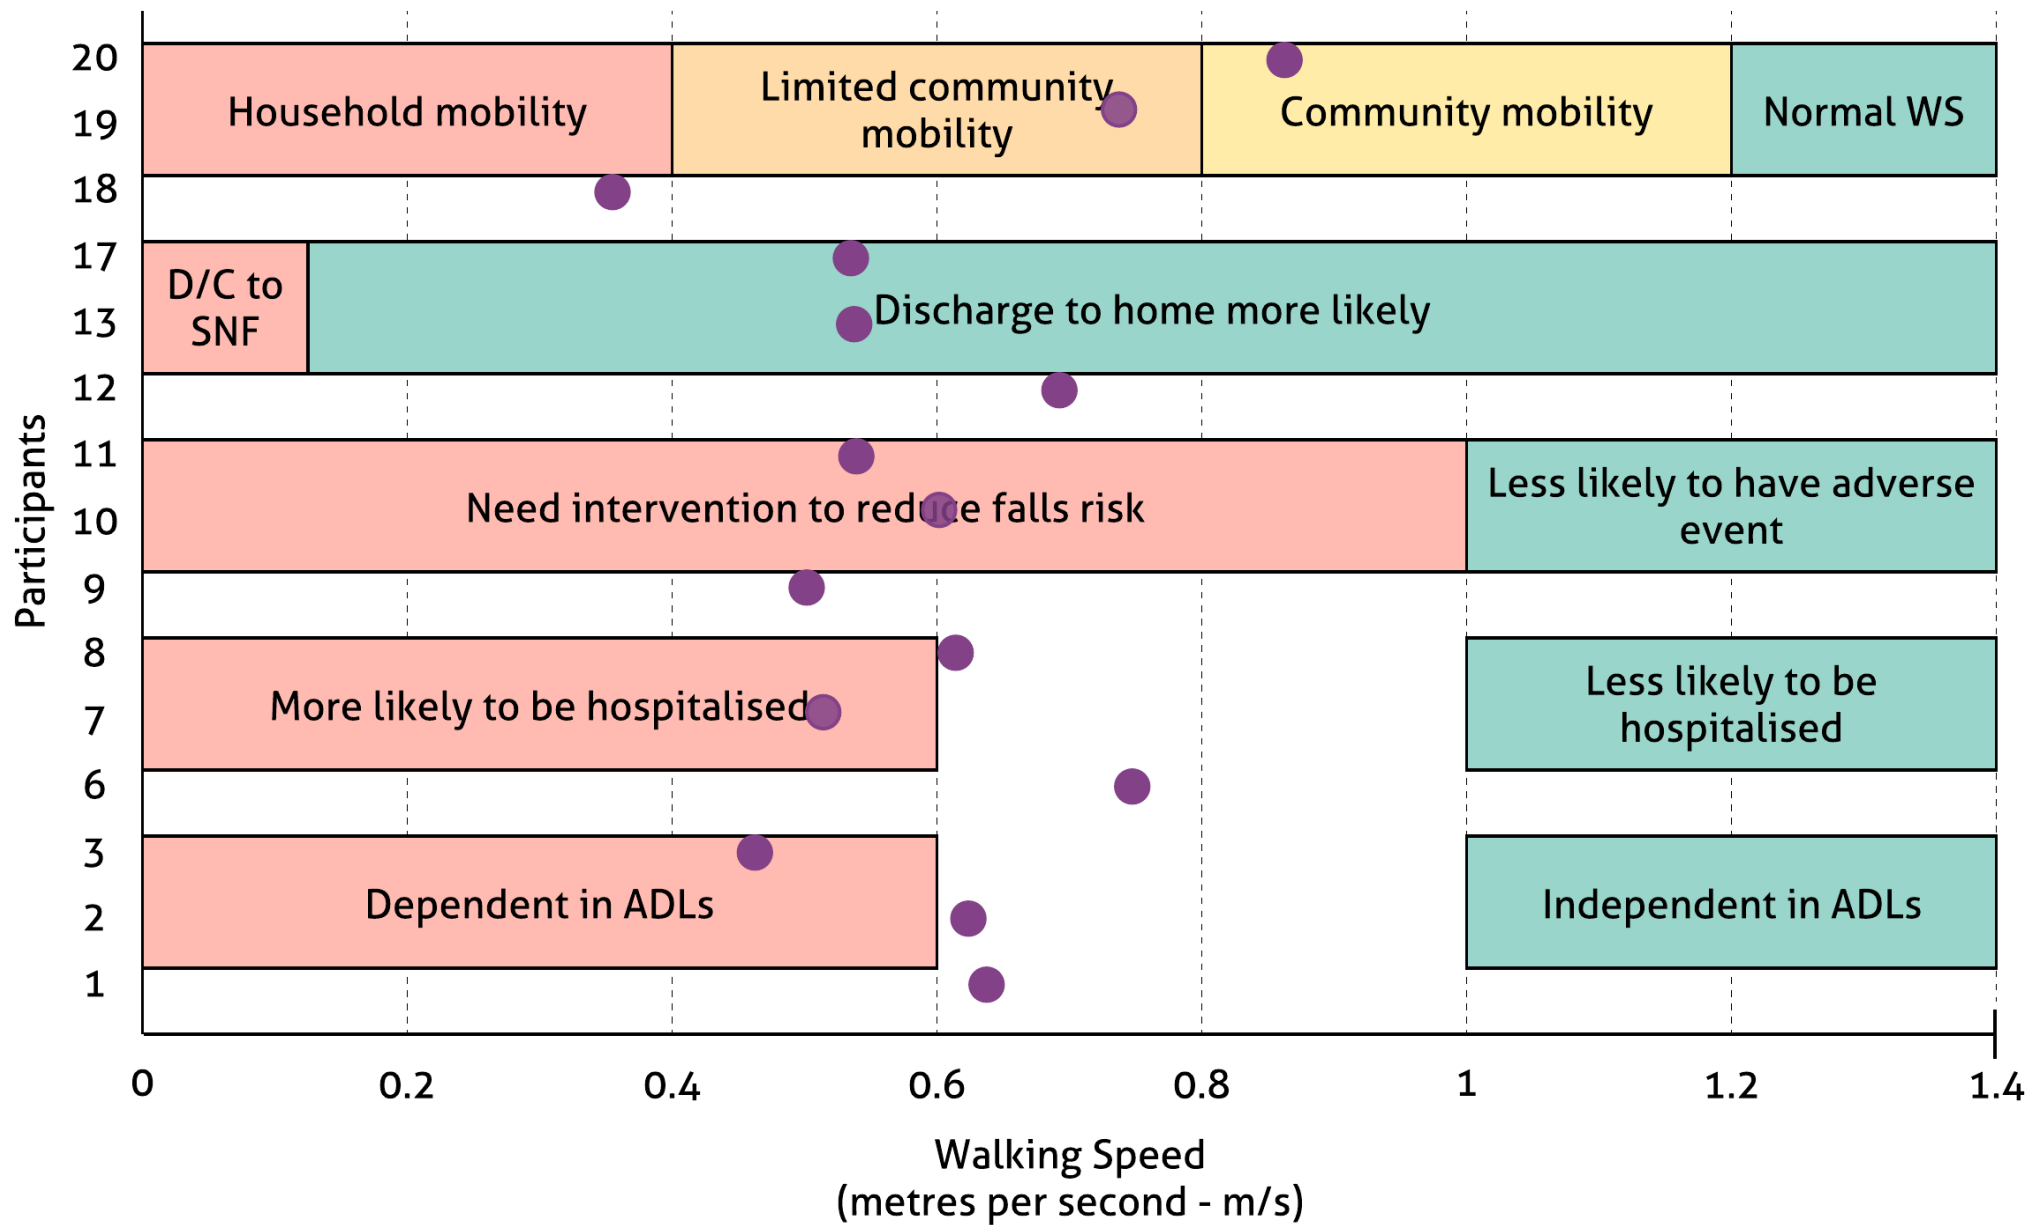 20
19
18
17
13
12
11
10
9
8
7
6
3
2
1
Participants
Household mobility
Limited community
mobility
Community mobility
Normal WS
D/C to
SNF
Discharge to home more likely
Need intervention to reduce falls risk
Less likely to have adverse
event
More likely to be hospitalised
Less likely to be
hospitalised
Dependent in ADLs
Independent in ADLs
0 0.2 0.4 0.6 0.8 1 1.2 1.4
Walking Speed
(metres per second - m/s)